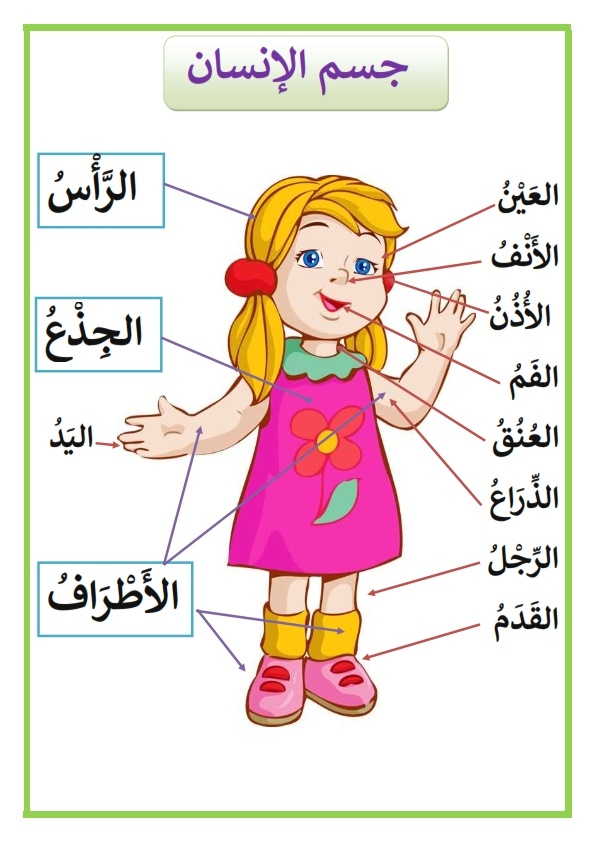 جسم الإنسان
العَيْنُ
الأَنْفُ
الأُذُنُ
الفَمُ
العُنُقُ
الذِّرَاعُ
الرِّجْلُ
القَدَمُ
الرَّأْسُ
الجِذْعُ
اليَدُ
الأَطْرَافُ